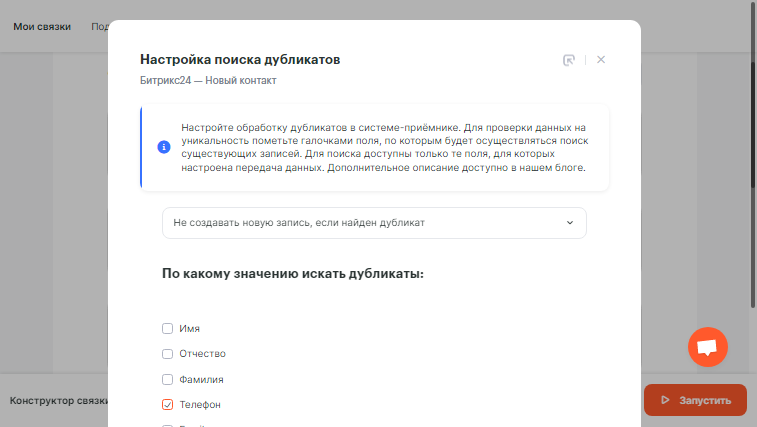 Мои связки
Настройка поиска дубликатов
Битрикс24 — Новый контакт
Настройте обработку дубликатов в системе-приёмнике. Для проверки данных на
уникальность пометьте галочками поля, по которым будет осуществляться поиск
существующих записей. Для поиска доступны только те поля, для которых
настроена передача данных. Дополнительное описание доступно в нашем блоге.
Не создавать новую запись, если найден дубликат
По какому значению искать дубликаты:
Имя
Отчество
Фамилия
Телефон
Конструктор связки
Запустить